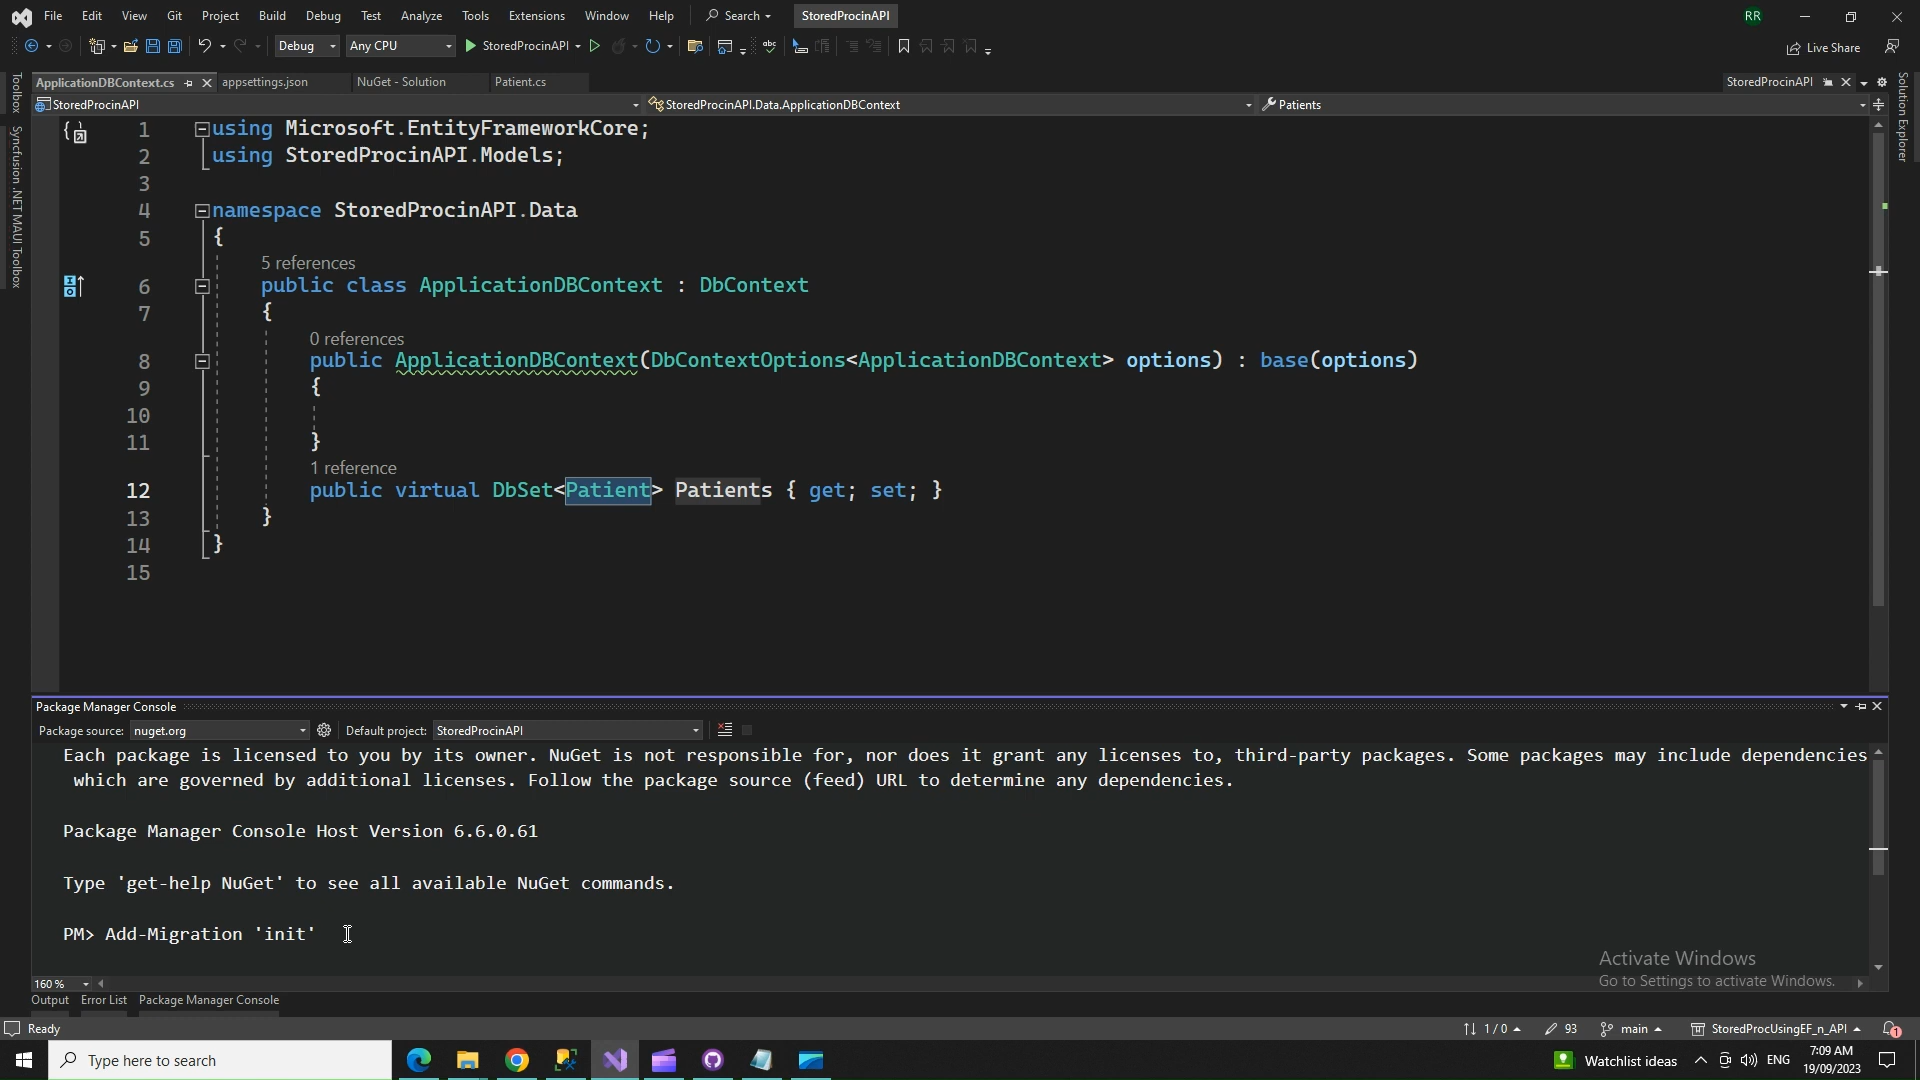 File Edit View Git Project Build Debug Test Analyze Tools Extensions Window Help Search StoredProcinAPI RR
Debug Any CPU StoredProcinAPI abc Live Share
ApplicationDBContext.cs appsettings.json NuGet - Solution Patient.cs StoredProcinAPI
StoredProcinAPI StoredProcinAPI.Data.ApplicationDBContext Patients
Toolbox
Syncfusion .NET MAUI Toolbox
Solution Explorer
1 using Microsoft.EntityFrameworkCore;
2 using StoredProcinAPI.Models;
3
4 namespace StoredProcinAPI.Data
5 {
5 references
6 public class ApplicationDBContext : DbContext
7 {
0 references
8 public ApplicationDBContext(DbContextOptions<ApplicationDBContext> options) : base(options)
9 {
10
11 }
1 reference
12 public virtual DbSet<Patient> Patients { get; set; }
13 }
14 }
15
Package Manager Console
Package source: nuget.org Default project: StoredProcinAPI
Each package is licensed to you by its owner. NuGet is not responsible for, nor does it grant any licenses to, third-party packages. Some packages may include dependencies
which are governed by additional licenses. Follow the package source (feed) URL to determine any dependencies.
Package Manager Console Host Version 6.6.0.61
Type 'get-help NuGet' to see all available NuGet commands.
PM> Add-Migration 'init'
Activate Windows
Go to Settings to activate Windows.
160 %
Output Error List Package Manager Console
Ready 1 / 0 93 main StoredProcUsingEF_n_API 1
Type here to search Watchlist ideas ENG 7:09 AM
19/09/2023